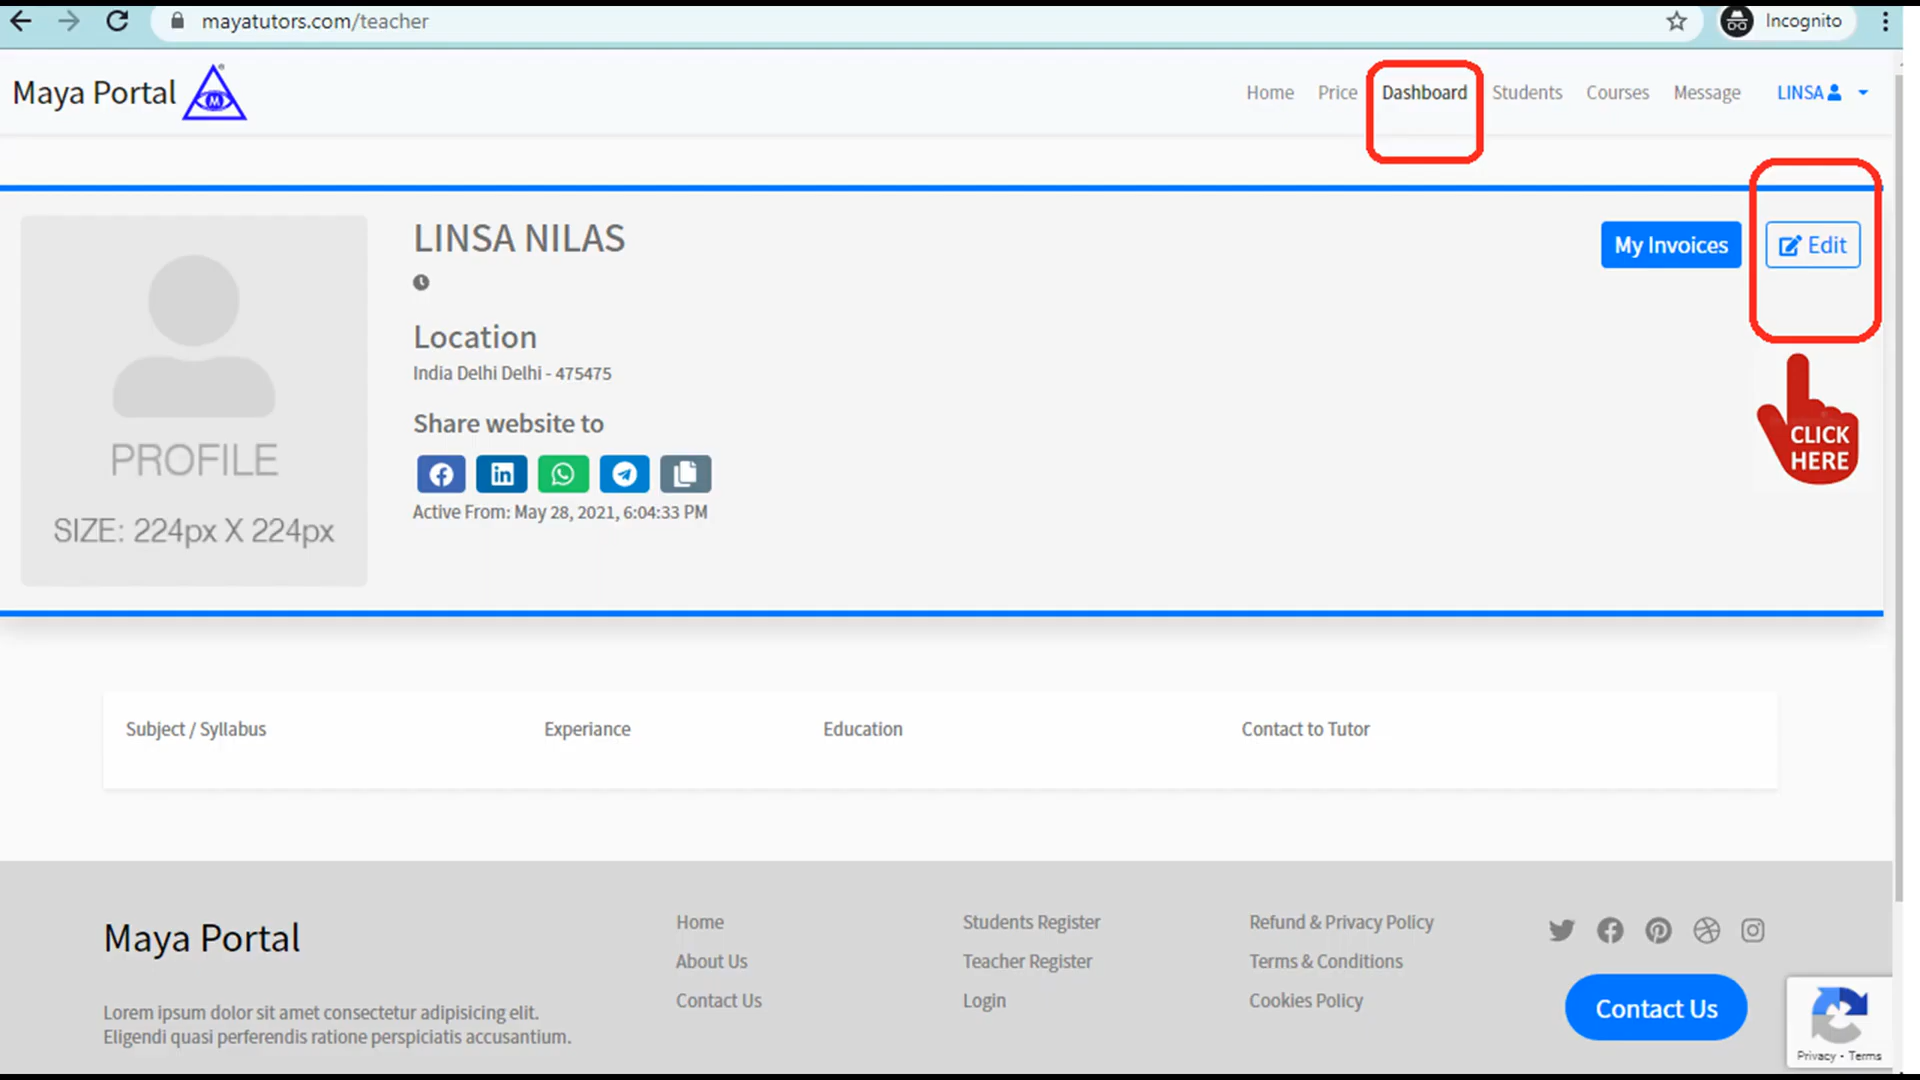 mayatutors.com/teacher
Incognito
Maya Portal
M
Home Price Dashboard Students Courses Message LINSA
LINSA NILAS
My Invoices
Edit
Location
India Delhi Delhi - 475475
Share website to
Active From: May 28, 2021, 6:04:33 PM
PROFILE
SIZE: 224px X 224px
CLICK
HERE
Subject / Syllabus Experiance Education Contact to Tutor
Maya Portal
Lorem ipsum dolor sit amet consectetur adipisicing elit.
Eligendi quasi perferendis ratione perspiciatis accusantium.
Home
About Us
Contact Us
Students Register
Teacher Register
Login
Refund & Privacy Policy
Terms & Conditions
Cookies Policy
Contact Us
Privacy - Terms